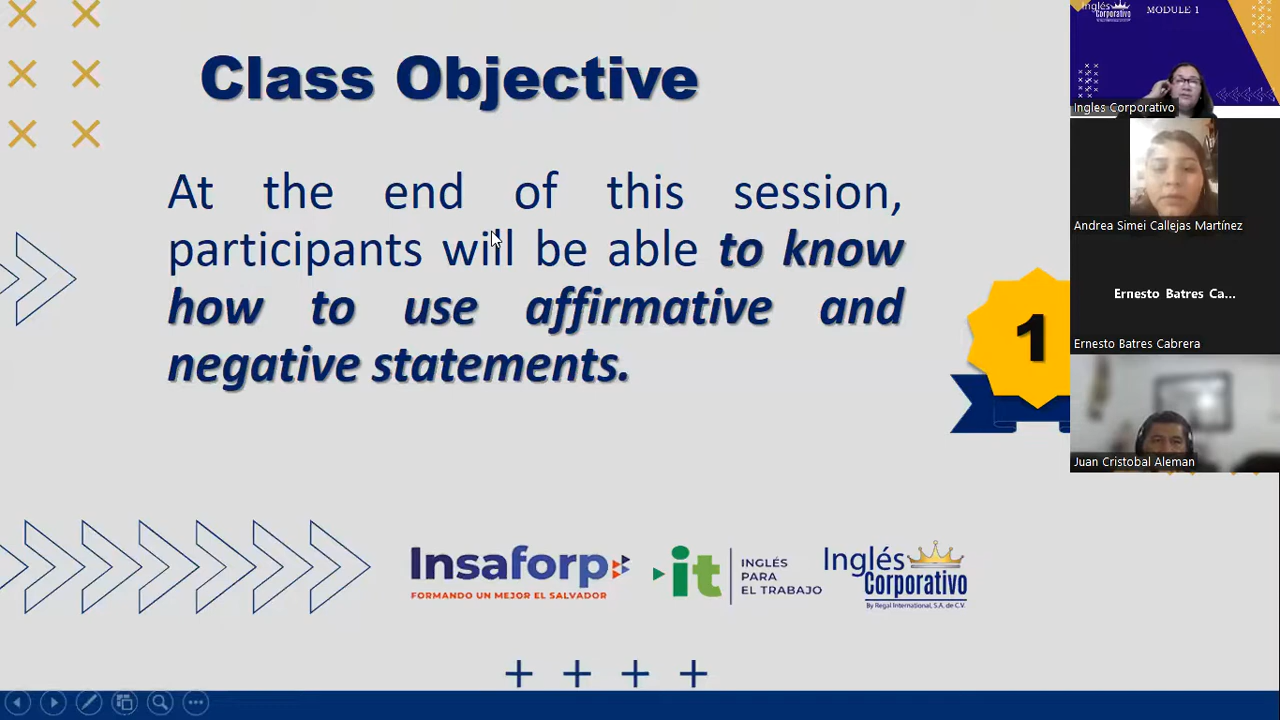 Class Objective
At the end of this session,
participants will be able to know
how to use affirmative and
negative statements.
1
Insaforp
FORMANDO UN MEJOR EL SALVADOR
it
INGLÉS
PARA
EL TRABAJO
Inglés
Corporativo
By Regal International, S.A. de C.V.
Inglés
Corporativo
MODULE 1
Ingles Corporativo
Andrea Simei Callejas Martínez
Ernesto Batres Ca...
Ernesto Batres Cabrera
Juan Cristobal Aleman